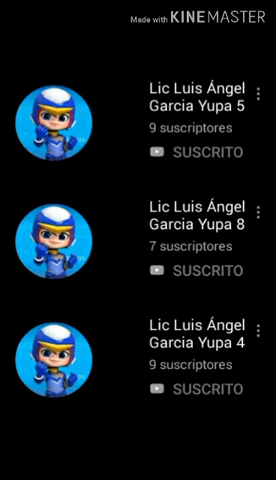 Made with KINEMASTER
Lic Luis Ángel
Garcia Yupa 5
9 suscriptores
SUSCRITO
Lic Luis Ángel
Garcia Yupa 8
7 suscriptores
SUSCRITO
Lic Luis Ángel
Garcia Yupa 4
9 suscriptores
SUSCRITO